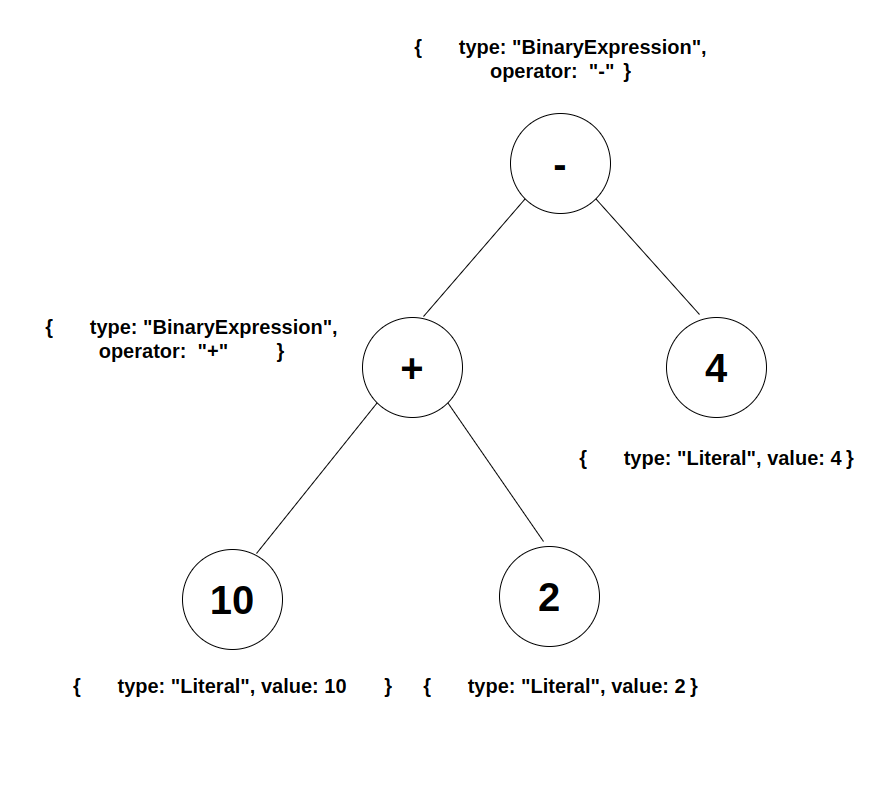 { type: "BinaryExpression",
operator: "-" }
-
{ type: "BinaryExpression",
operator: "+" }
+
4
{ type: "Literal", value: 4 }
10
2
{ type: "Literal", value: 10 }
{ type: "Literal", value: 2 }